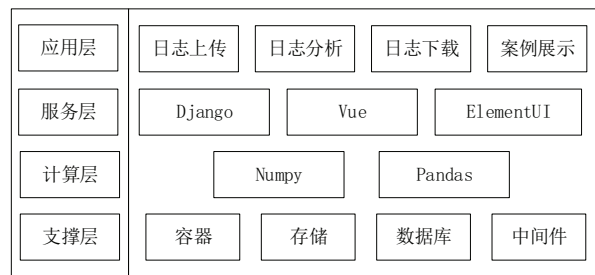 应用层 日志上传 日志分析 日志下载 案例展示
服务层 Django Vue ElementUI
计算层 Numpy Pandas
支撑层 容器 存储 数据库 中间件